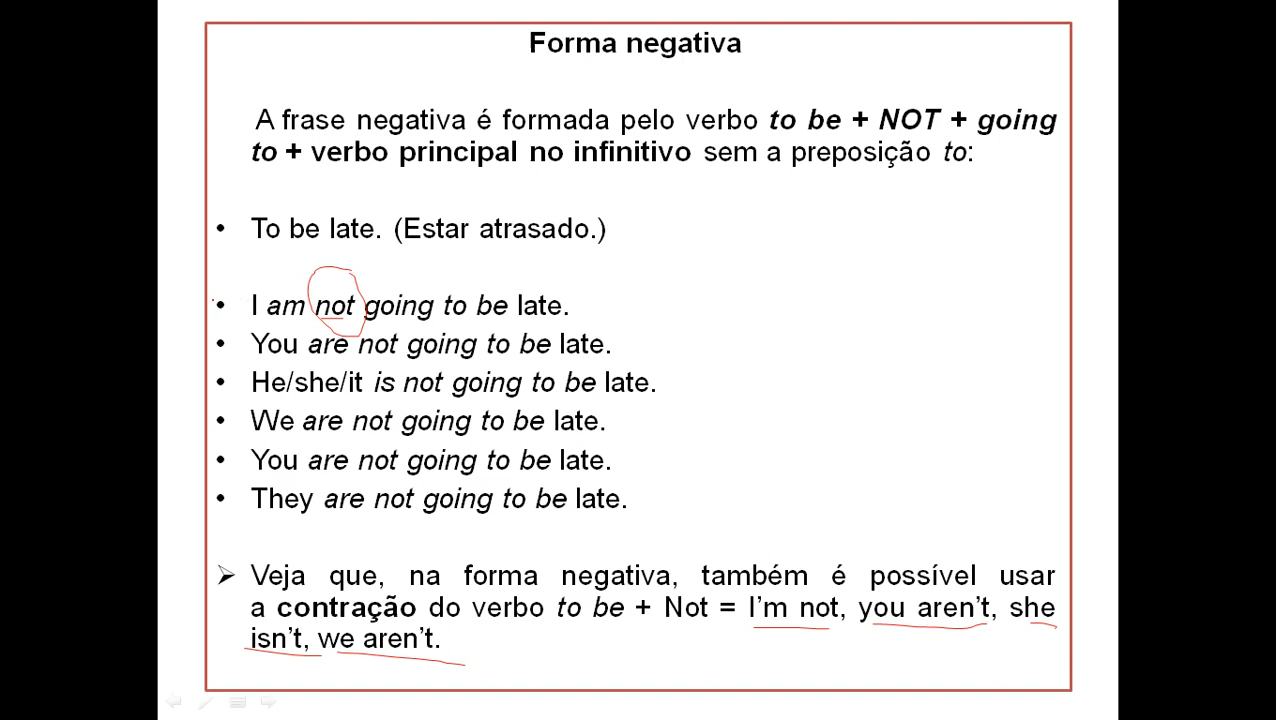 Forma negativa
A frase negativa é formada pelo verbo to be + NOT + going
to + verbo principal no infinitivo sem a preposição to:
• To be late. (Estar atrasado.)
• I am not going to be late.
• You are not going to be late.
• He/she/it is not going to be late.
• We are not going to be late.
• You are not going to be late.
• They are not going to be late.
➢ Veja que, na forma negativa, também é possível usar
a contração do verbo to be + Not = I’m not, you aren’t, she
isn’t, we aren’t.